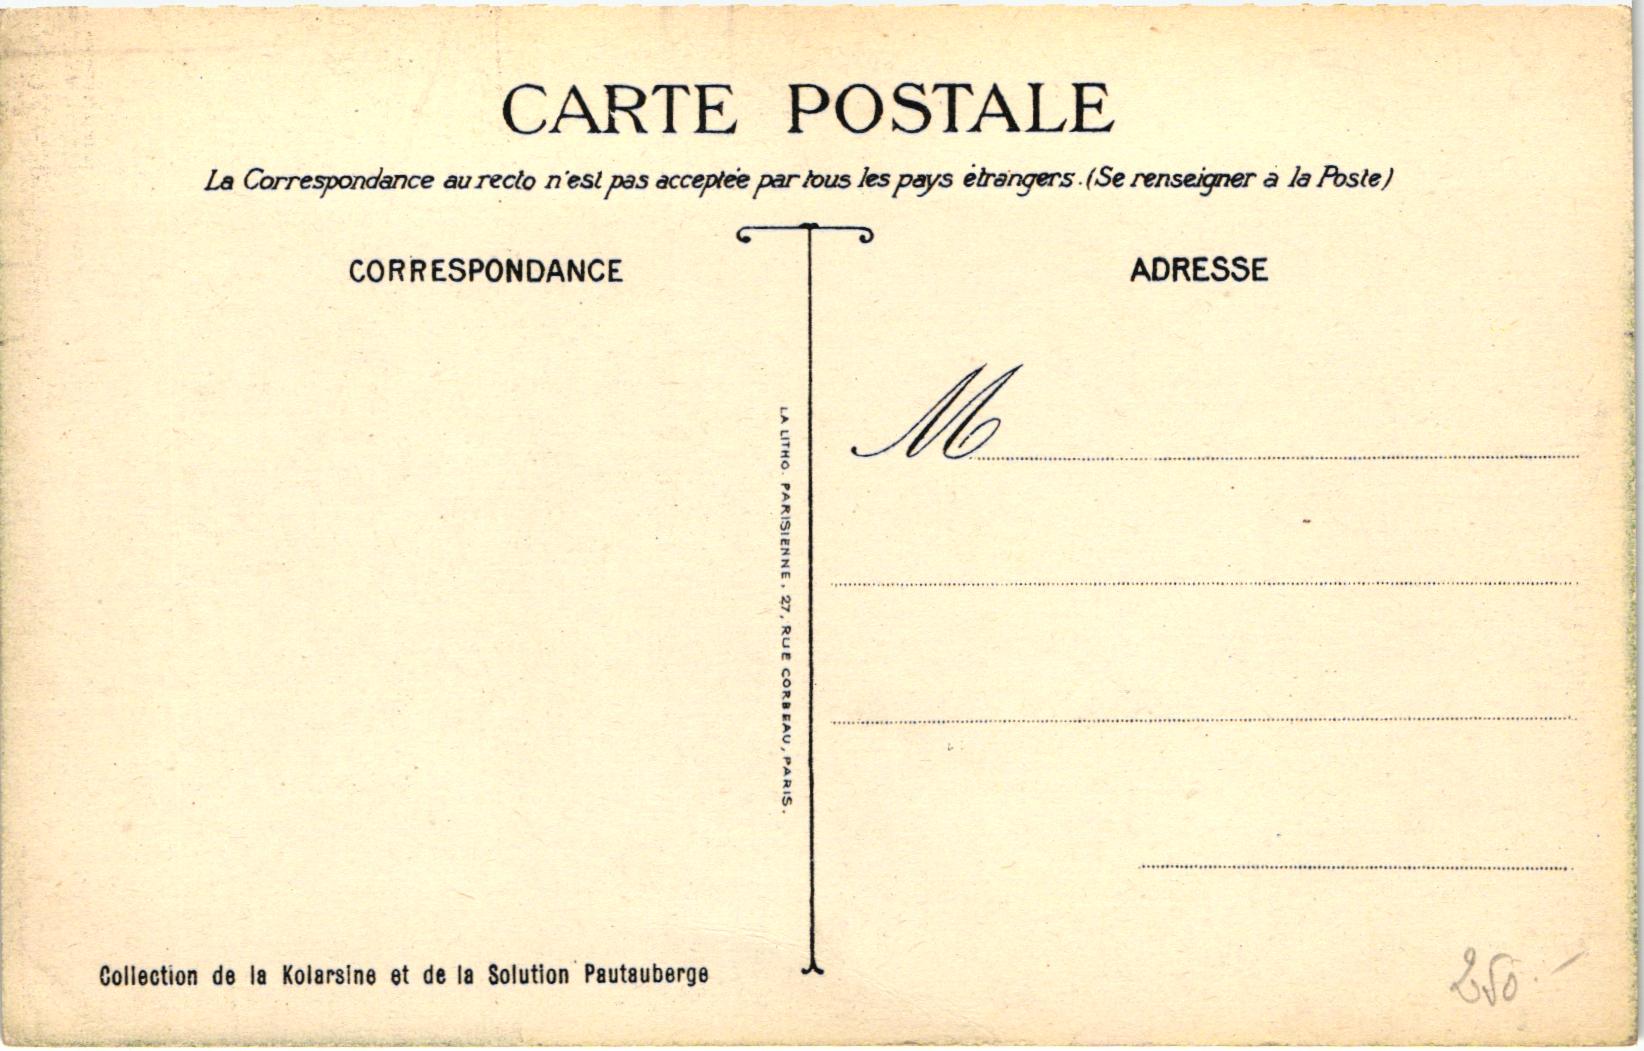 CARTE POSTALE
La Correspondance au recto n'est pas acceptée par tous les pays étrangers. (Se renseigner à la Poste)
CORRESPONDANCE
ADRESSE
M
LA LITHO. PARISIENNE. 27, RUE CORBEAU, PARIS.
Collection de la Kolarsine et de la Solution Pautauberge
250.-